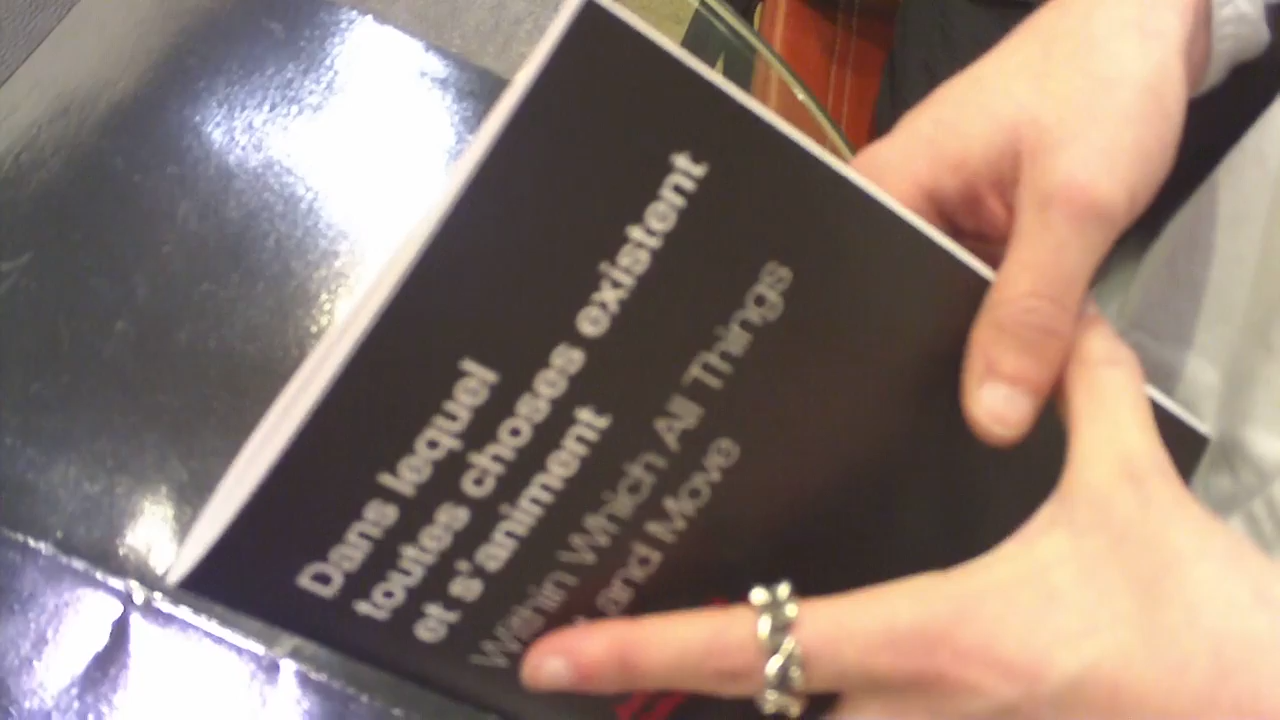 Dans lequel
toutes choses existent
et s'animent
Within Which All Things
and Move